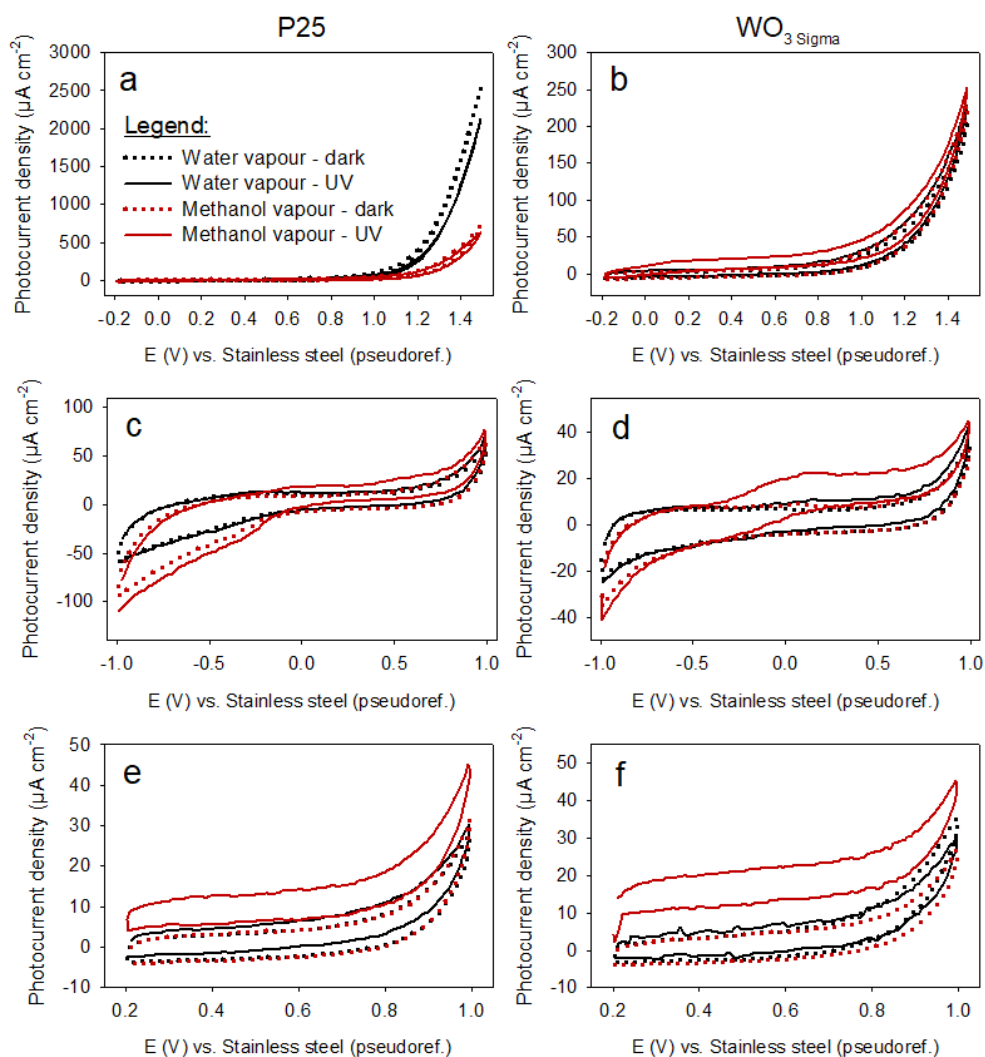 P25
WO3 Sigma
a
Legend:
Water vapour - dark
Water vapour - UV
Methanol vapour - dark
Methanol vapour - UV
Photocurrent density (µA cm-2)
3000
2500
2000
1500
1000
500
0
-0.2 0.0 0.2 0.4 0.6 0.8 1.0 1.2 1.4
E (V) vs. Stainless steel (pseudoref.)
b
Photocurrent density (µA cm-2)
300
250
200
150
100
50
0
-0.2 0.0 0.2 0.4 0.6 0.8 1.0 1.2 1.4
E (V) vs. Stainless steel (pseudoref.)
c
Photocurrent density (µA cm-2)
100
50
0
-50
-100
-1.0 -0.5 0.0 0.5 1.0
E (V) vs. Stainless steel (pseudoref.)
d
Photocurrent density (µA cm-2)
40
20
0
-20
-40
-1.0 -0.5 0.0 0.5 1.0
E (V) vs. Stainless steel (pseudoref.)
e
Photocurrent density (µA cm-2)
50
40
30
20
10
0
-10
0.2 0.4 0.6 0.8 1.0
E (V) vs. Stainless steel (pseudoref.)
f
Photocurrent density (µA cm-2)
50
40
30
20
10
0
-10
0.2 0.4 0.6 0.8 1.0
E (V) vs. Stainless steel (pseudoref.)